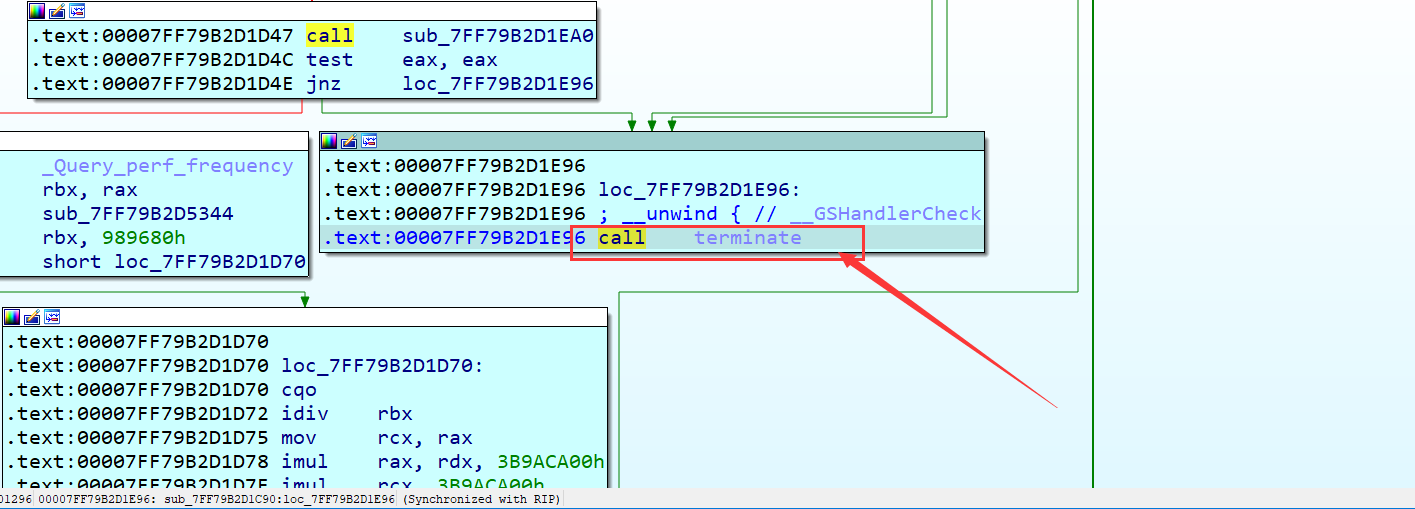 .text:00007FF79B2D1D47 call sub_7FF79B2D1EA0
.text:00007FF79B2D1D4C test eax, eax
.text:00007FF79B2D1D4E jnz loc_7FF79B2D1E96
_Query_perf_frequency
rbx, rax
sub_7FF79B2D5344
rbx, 989680h
short loc_7FF79B2D1D70
.text:00007FF79B2D1E96
.text:00007FF79B2D1E96 loc_7FF79B2D1E96:
.text:00007FF79B2D1E96 ; __unwind { // __GSHandlerCheck
.text:00007FF79B2D1E96 call terminate
.text:00007FF79B2D1D70
.text:00007FF79B2D1D70 loc_7FF79B2D1D70:
.text:00007FF79B2D1D70 cqo
.text:00007FF79B2D1D72 idiv rbx
.text:00007FF79B2D1D75 mov rcx, rax
.text:00007FF79B2D1D78 imul rax, rdx, 3B9ACA00h
.text:00007FF79B2D1D7F imul rcx, 3B9ACA00h
01296 00007FF79B2D1E96: sub_7FF79B2D1C90:loc_7FF79B2D1E96 (Synchronized with RIP)